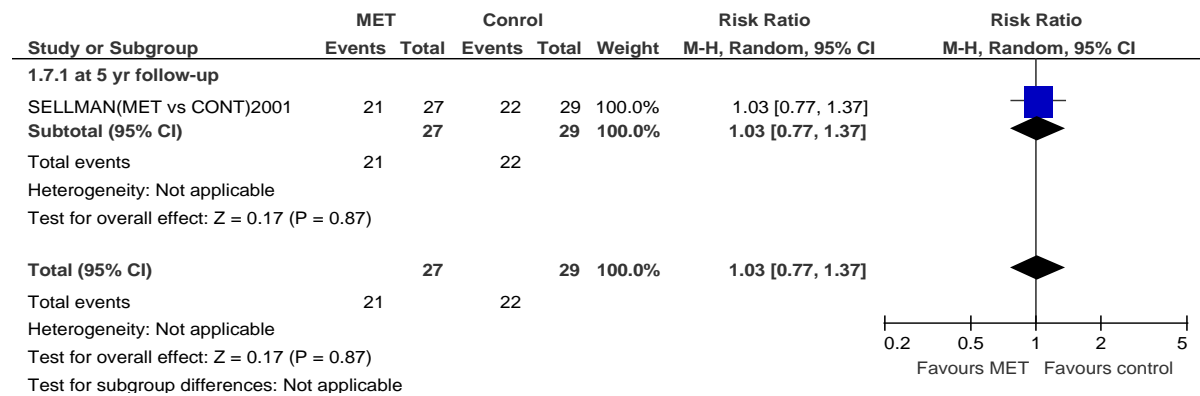 MET Conrol Risk Ratio Risk Ratio
Study or Subgroup Events Total Events Total Weight M-H, Random, 95% CI M-H, Random, 95% CI
1.7.1 at 5 yr follow-up
SELLMAN(MET vs CONT)2001 21 27 22 29 100.0% 1.03 [0.77, 1.37]
Subtotal (95% CI) 27 29 100.0% 1.03 [0.77, 1.37]
Total events 21 22
Heterogeneity: Not applicable
Test for overall effect: Z = 0.17 (P = 0.87)
Total (95% CI) 27 29 100.0% 1.03 [0.77, 1.37]
Total events 21 22
Heterogeneity: Not applicable
Test for overall effect: Z = 0.17 (P = 0.87)
Test for subgroup differences: Not applicable
0.2 0.5 1 2 5
Favours MET Favours control